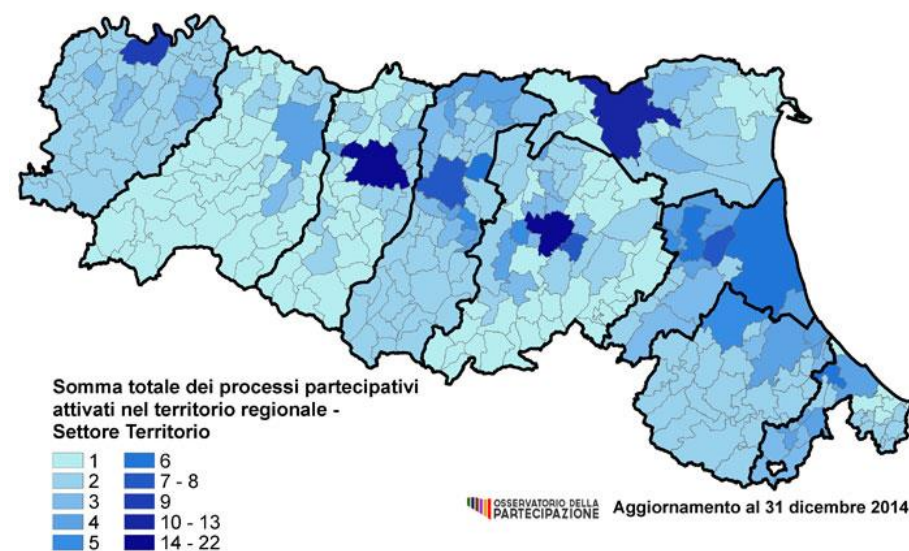 Somma totale dei processi partecipativi
attivati nel territorio regionale -
Settore Territorio
1
2
3
4
5
6
7 - 8
9
10 - 13
14 - 22
OSSERVATORIO DELLA
PARTECIPAZIONE
Aggiornamento al 31 dicembre 2014